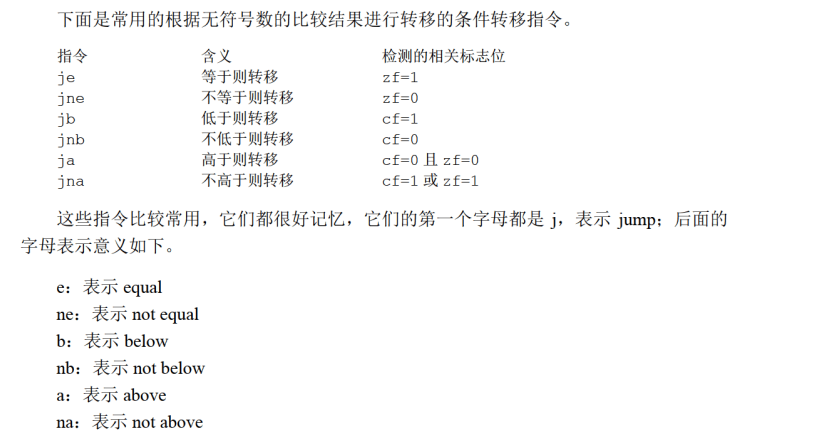 下面是常用的根据无符号数的比较结果进行转移的条件转移指令。
指令 含义 检测的相关标志位
je 等于则转移 zf=1
jne 不等于则转移 zf=0
jb 低于则转移 cf=1
jnb 不低于则转移 cf=0
ja 高于则转移 cf=0 且 zf=0
jna 不高于则转移 cf=1 或 zf=1
这些指令比较常用，它们都很好记忆，它们的第一个字母都是 j，表示 jump；后面的
字母表示意义如下。
e：表示 equal
ne：表示 not equal
b：表示 below
nb：表示 not below
a：表示 above
na：表示 not above